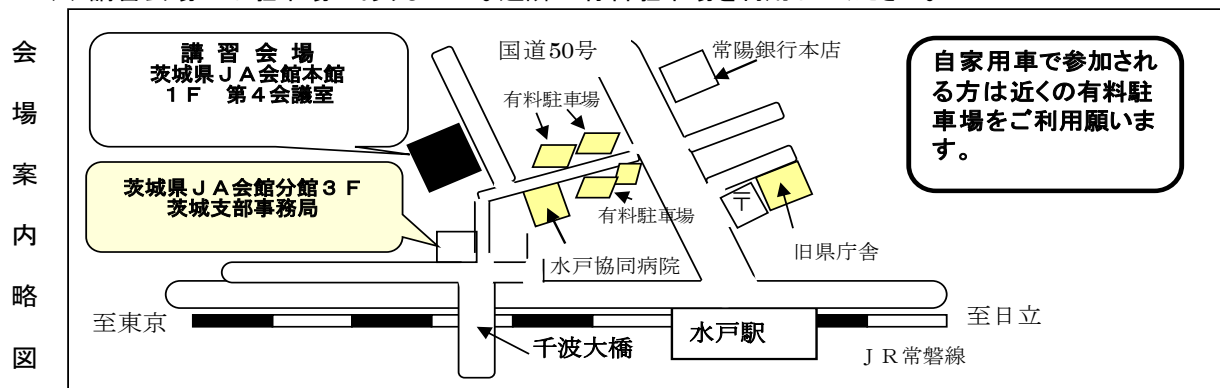 会場案内略図
講習会場
茨城県JA会館本館
1F 第4会議室
国道50号
常陽銀行本店
自家用車で参加され
る方は近くの有料駐
車場をご利用願いま
す。
有料駐車場
茨城県JA会館分館3F
茨城支部事務局
〒
有料駐車場
水戸協同病院
旧県庁舎
至東京
千波大橋
水戸駅
至日立
JR常磐線